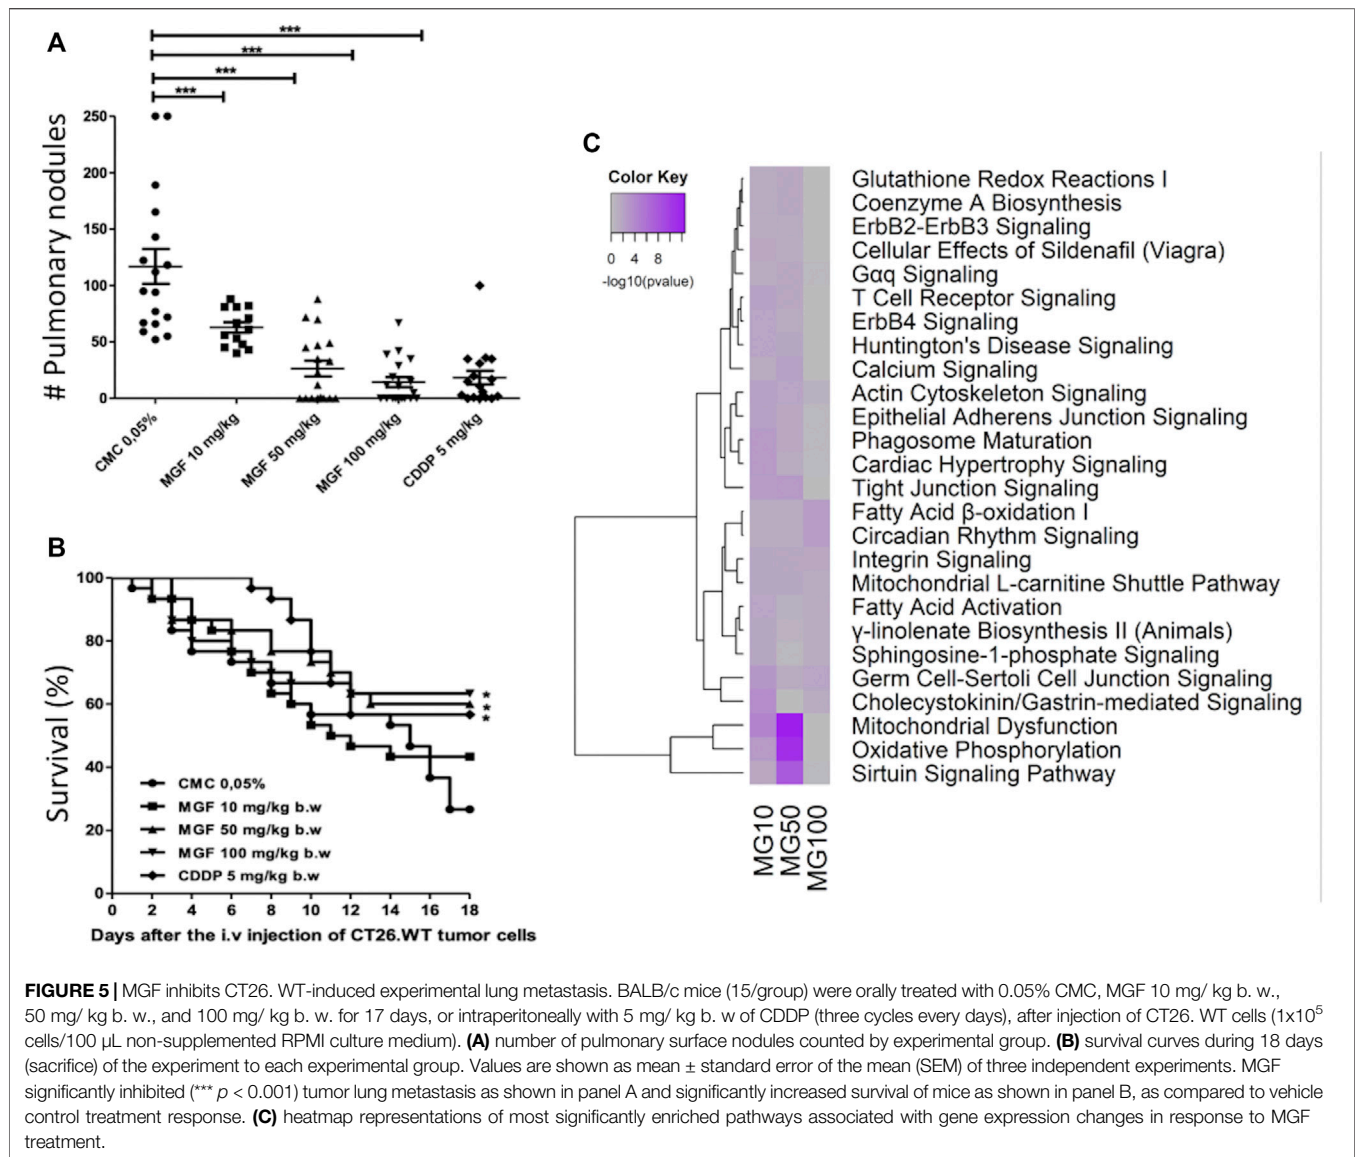 A
***
***
***
***
# Pulmonary nodules
250
200
150
100
50
0
CMC 0,05%
MGF 10 mg/kg
MGF 50 mg/kg
MGF 100 mg/kg
CDDP 5 mg/kg
B
Survival (%)
100
80
60
40
20
0
*
*
*
CMC 0,05%
MGF 10 mg/kg b.w
MGF 50 mg/kg b.w
MGF 100 mg/kg b.w
CDDP 5 mg/kg b.w
0 2 4 6 8 10 12 14 16 18
Days after the i.v injection of CT26.WT tumor cells
C
Color Key
0 4 8
-log10(pvalue)
Glutathione Redox Reactions I
Coenzyme A Biosynthesis
ErbB2-ErbB3 Signaling
Cellular Effects of Sildenafil (Viagra)
Gαq Signaling
T Cell Receptor Signaling
ErbB4 Signaling
Huntington's Disease Signaling
Calcium Signaling
Actin Cytoskeleton Signaling
Epithelial Adherens Junction Signaling
Phagosome Maturation
Cardiac Hypertrophy Signaling
Tight Junction Signaling
Fatty Acid β-oxidation I
Circadian Rhythm Signaling
Integrin Signaling
Mitochondrial L-carnitine Shuttle Pathway
Fatty Acid Activation
γ-linolenate Biosynthesis II (Animals)
Sphingosine-1-phosphate Signaling
Germ Cell-Sertoli Cell Junction Signaling
Cholecystokinin/Gastrin-mediated Signaling
Mitochondrial Dysfunction
Oxidative Phosphorylation
Sirtuin Signaling Pathway
MG10
MG50
MG100
FIGURE 5 | MGF inhibits CT26. WT-induced experimental lung metastasis. BALB/c mice (15/group) were orally treated with 0.05% CMC, MGF 10 mg/ kg b. w.,
50 mg/ kg b. w., and 100 mg/ kg b. w. for 17 days, or intraperitoneally with 5 mg/ kg b. w of CDDP (three cycles every days), after injection of CT26. WT cells (1x10⁵
cells/100 μL non-supplemented RPMI culture medium). (A) number of pulmonary surface nodules counted by experimental group. (B) survival curves during 18 days
(sacrifice) of the experiment to each experimental group. Values are shown as mean ± standard error of the mean (SEM) of three independent experiments. MGF
significantly inhibited (*** p < 0.001) tumor lung metastasis as shown in panel A and significantly increased survival of mice as shown in panel B, as compared to vehicle
control treatment response. (C) heatmap representations of most significantly enriched pathways associated with gene expression changes in response to MGF
treatment.